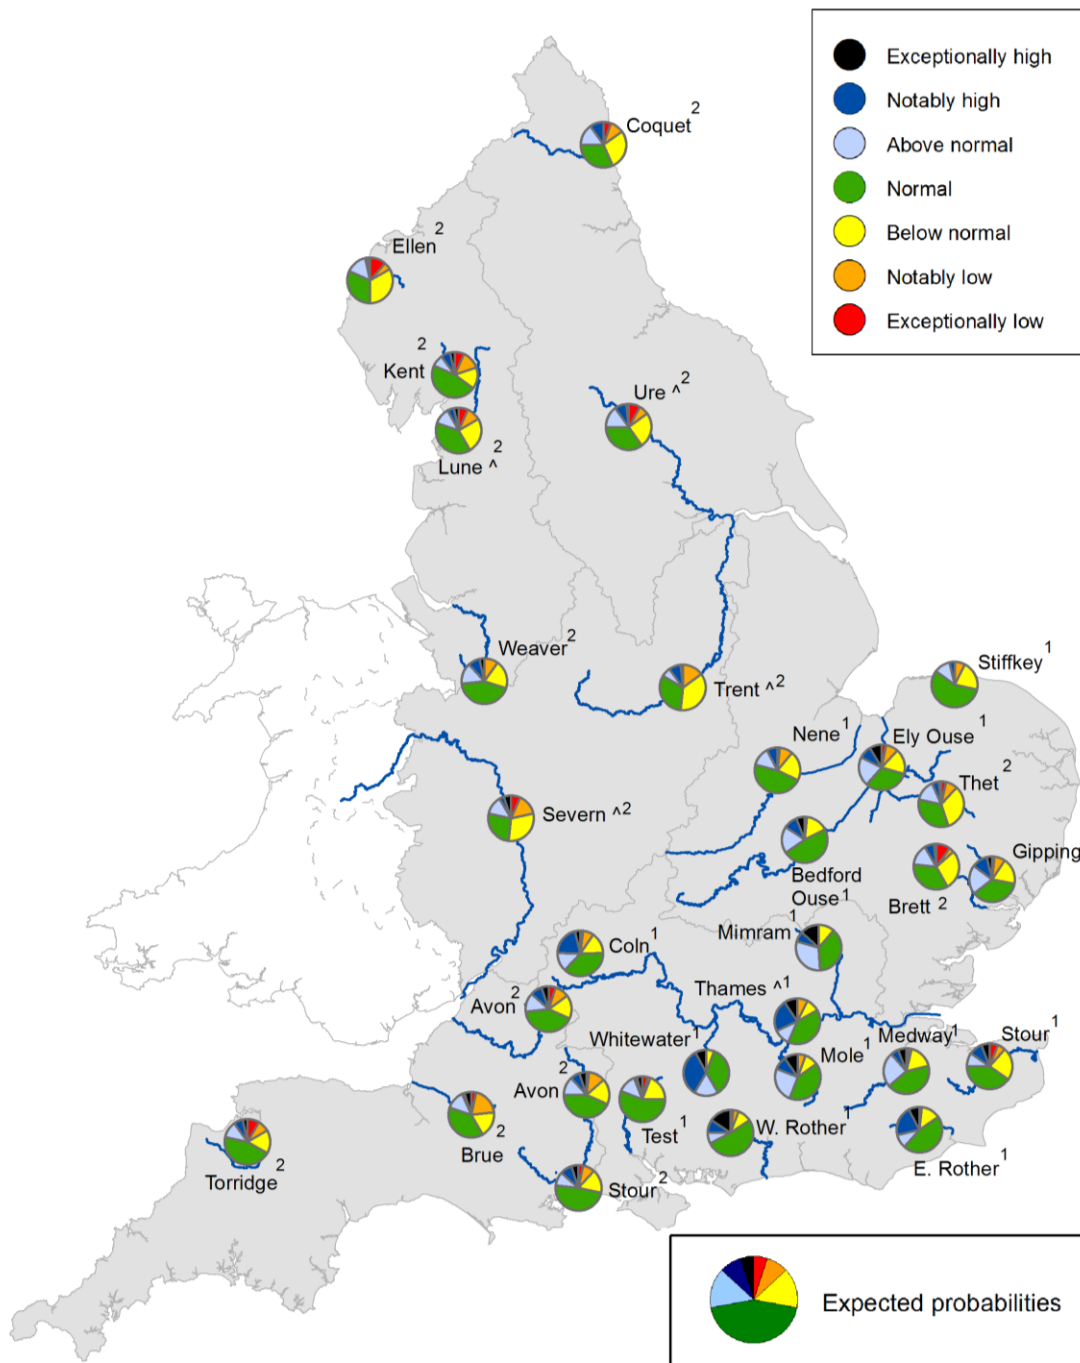 Exceptionally high
Notably high
Above normal
Normal
Below normal
Notably low
Exceptionally low
Coquet 2
Ellen 2
2
Kent
Ure ^ 2
2
Lune ^
Weaver 2
Trent ^2
Stiffkey 1
Nene 1
Ely Ouse 1
Thet 2
Severn ^2
Gipping
Bedford
Ouse 1
Brett 2
Mimram 1
Coln 1
Thames ^1
Avon 2
Whitewater 1
Medway 1
Stour 1
Mole 1
Avon 2
Test 1
W. Rother 1
2
Brue
E. Rother 1
Torridge 2
Stour 2
Expected probabilities